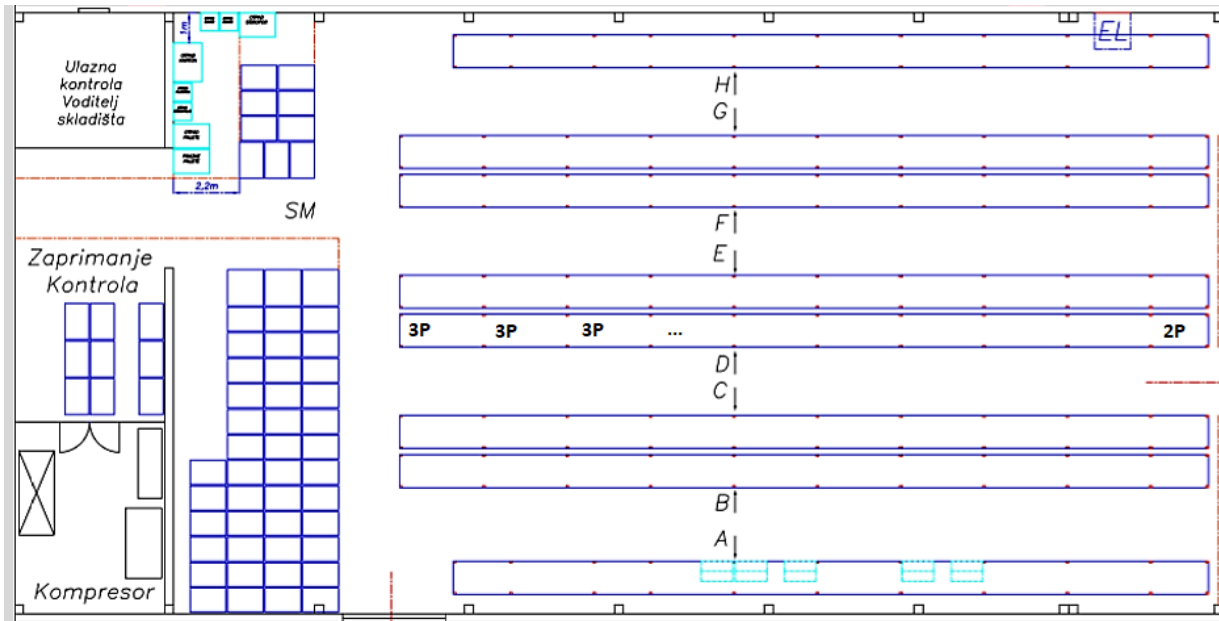 1m
EL
Ulazna
kontrola
Voditelj
skladišta
H
G
2,2m
SM
F
E
Zaprimanje
Kontrola
3P
3P
3P
...
2P
D
C
B
A
Kompresor